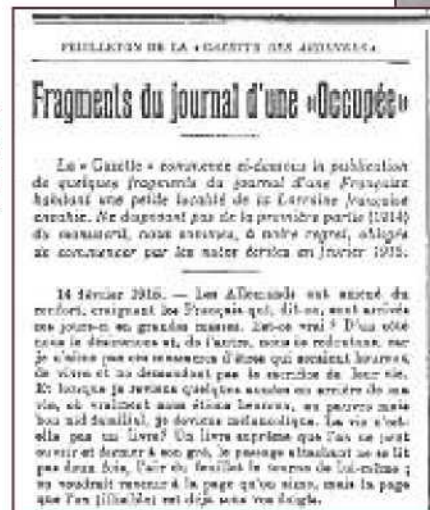 FEUILLETON DE LA «GAZETTE DES ARDENNES»
Fragments du journal d'une «Occupée»
La « Gazette » commence ci-dessous la publication
de quelques fragments du journal d'une Française
habitant une petite localité de la Lorraine française
envahie. Ne disposant pas de la première partie (1914)
du manuscrit, nous sommes, à notre regret, obligés
de commencer par les notes écrites en février 1915.
14 février 1915. — Les Allemands ont amené du
renfort, craignant les Français qui, dit-on, sont arrivés
ces jours-ci en grandes masses. Est-ce vrai ? D'un côté
nous le désirons et, de l'autre, nous le redoutons, car
je n'aime pas ces massacres d'êtres qui seraient heureux
de vivre et ne demandent pas le sacrifice de leur vie.
Et lorsque je reviens quelques années en arrière de ma
vie, où vraiment nous étions heureux, en pauvre mais
bon nid familial, je deviens mélancolique. La vie n'est-
elle pas un livre? Un livre suprême que l'on ne peut
ouvrir et fermer à son gré, le passage attachant ne se lit
pas deux fois, l'air du feuillet le tourne de lui-même ;
on voudrait revenir à la page qu'on aime, mais la page
que l'on (illisible) est déjà sous vos doigts.